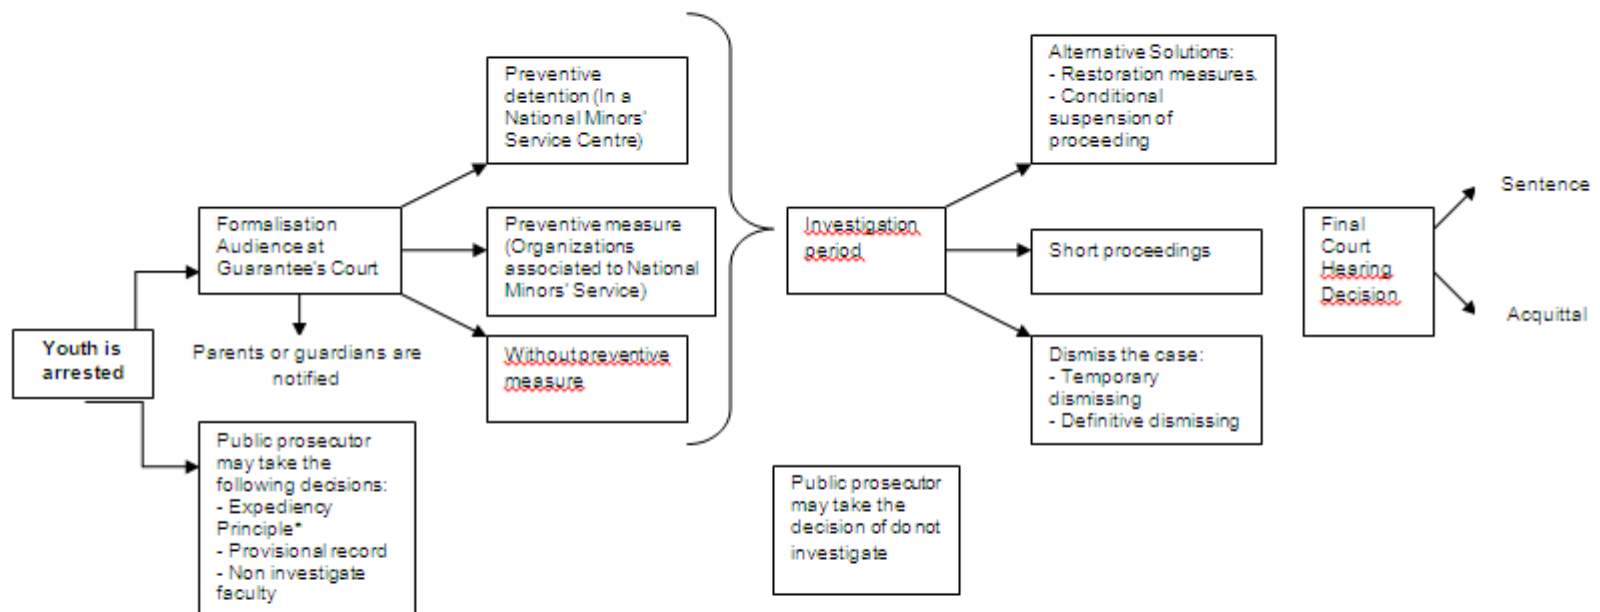 Youth is
arrested
Formalisation
Audience at
Guarantee's Court
Parents or guardians are
notified
Public prosecutor
may take the
following decisions:
- Expediency
Principle*
- Provisional record
- Non investigate
faculty
Preventive
detention (In a
National Minors'
Service Centre)
Preventive measure
(Organizations
associated to National
Minors' Service)
Without preventive
measure
Investigation
period
Public prosecutor
may take the
decision of do not
investigate
Alternative Solutions:
- Restoration measures.
- Conditional
suspension of
proceeding
Short proceedings
Dismiss the case:
- Temporary
dismissing
- Definitive dismissing
Final
Court
Hearing
Decision
Sentence
Acquittal